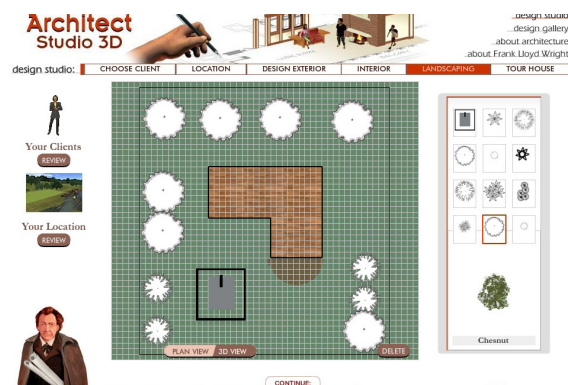 Architect
Studio 3D
design studio
design gallery
about architecture
about Frank Lloyd Wright
design studio:
CHOOSE CLIENT
LOCATION
DESIGN EXTERIOR
INTERIOR
LANDSCAPING
TOUR HOUSE
Your Clients
REVIEW
Your Location
REVIEW
PLAN VIEW
3D VIEW
DELETE
Chesnut
CONTINUE: